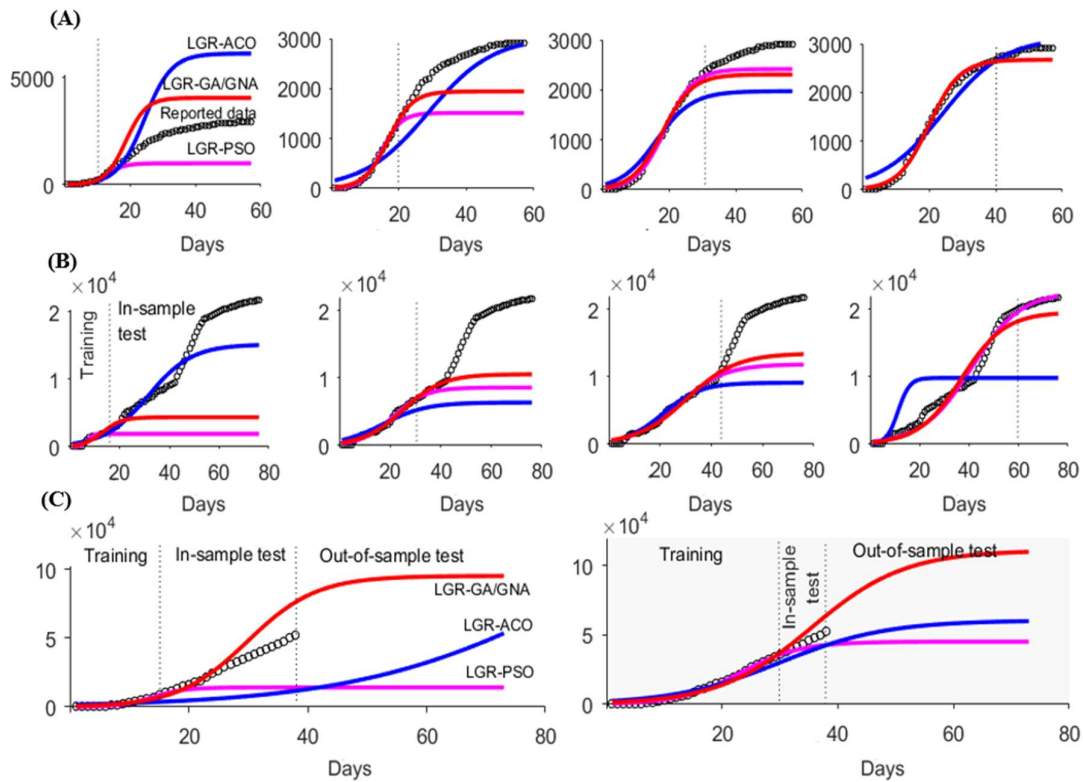 (A)
LGR-ACO
5000
LGR-GA/GNA
Reported data
LGR-PSO
0
20 40 60
Days
3000
2000
1000
0
20 40 60
Days
3000
2000
1000
0
20 40 60
Days
3000
2000
1000
0
20 40 60
Days
(B)
× 10⁴
2
1
0
Training
In-sample
test
20 40 60 80
Days
× 10⁴
2
1
0
20 40 60 80
Days
× 10⁴
2
1
0
20 40 60 80
Days
× 10⁴
2
1
0
20 40 60 80
Days
(C)
× 10⁴
Training In-sample test Out-of-sample test
10
5
0
LGR-GA/GNA
LGR-ACO
LGR-PSO
20 40 60 80
Days
× 10⁴
Training
In-sample
test
Out-of-sample test
10
5
0
20 40 60 80
Days